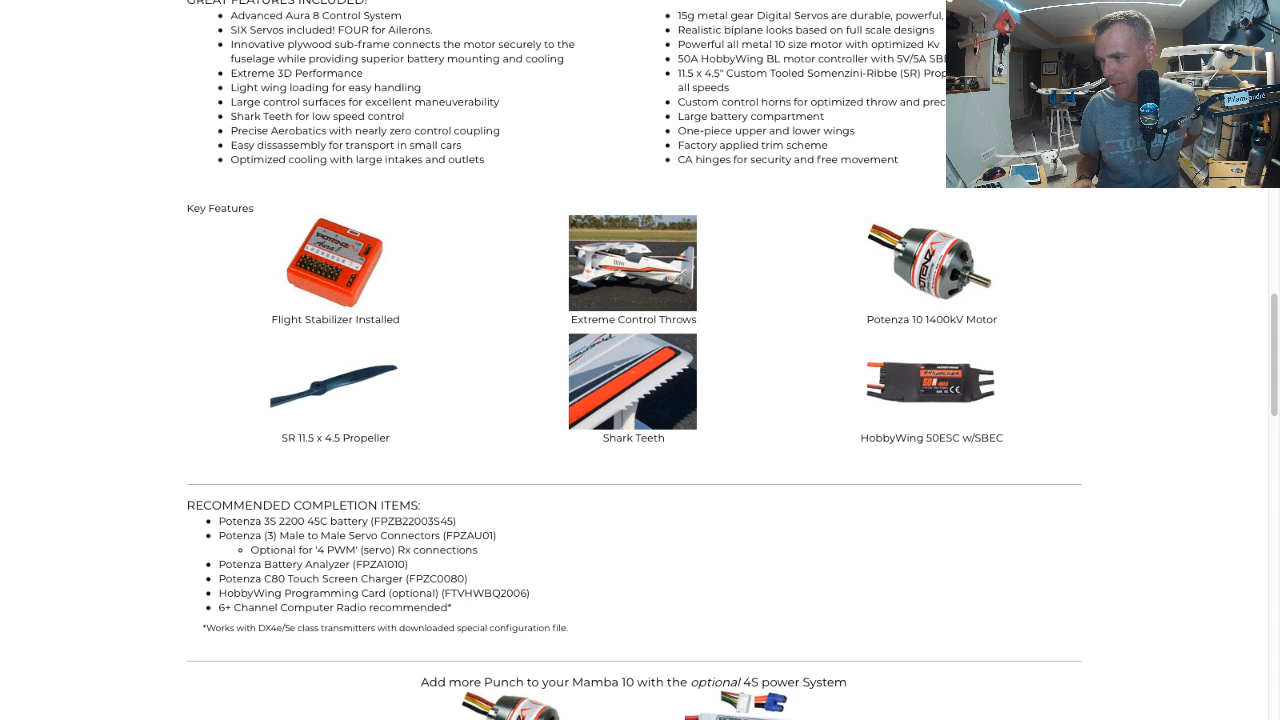 GREAT FEATURES INCLUDED!
Advanced Aura 8 Control System
SIX Servos included! FOUR for Ailerons.
Innovative plywood sub-frame connects the motor securely to the
fuselage while providing superior battery mounting and cooling
Extreme 3D Performance
Light wing loading for easy handling
Large control surfaces for excellent maneuverability
Shark Teeth for low speed control
Precise Aerobatics with nearly zero control coupling
Easy dissassembly for transport in small cars
Optimized cooling with large intakes and outlets
15g metal gear Digital Servos are durable, powerful,
Realistic biplane looks based on full scale designs
Powerful all metal 10 size motor with optimized Kv
50A HobbyWing BL motor controller with 5V/5A SBE
11.5 x 4.5" Custom Tooled Somenzini-Ribbe (SR) Prop
all speeds
Custom control horns for optimized throw and prec
Large battery compartment
One-piece upper and lower wings
Factory applied trim scheme
CA hinges for security and free movement
Key Features
POTENZA
Aura
POTENZA
Flight Stabilizer Installed
Extreme Control Throws
Potenza 10 1400kV Motor
SKYWALKER
SR 11.5 x 4.5 Propeller
Shark Teeth
HobbyWing 50ESC w/SBEC
RECOMMENDED COMPLETION ITEMS:
Potenza 3S 2200 45C battery (FPZB22003S45)
Potenza (3) Male to Male Servo Connectors (FPZAU01)
Optional for '4 PWM' (servo) Rx connections
Potenza Battery Analyzer (FPZA1010)
Potenza C80 Touch Screen Charger (FPZC0080)
HobbyWing Programming Card (optional) (FTVHWBQ2006)
6+ Channel Computer Radio recommended*
*Works with DX4e/5e class transmitters with downloaded special configuration file.
Add more Punch to your Mamba 10 with the optional 4S power System